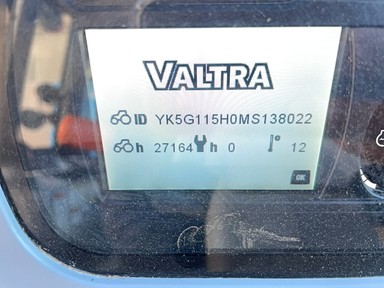 VALTRA
ID YK5G115H0MS138022
h 27164 h 0 12
OK